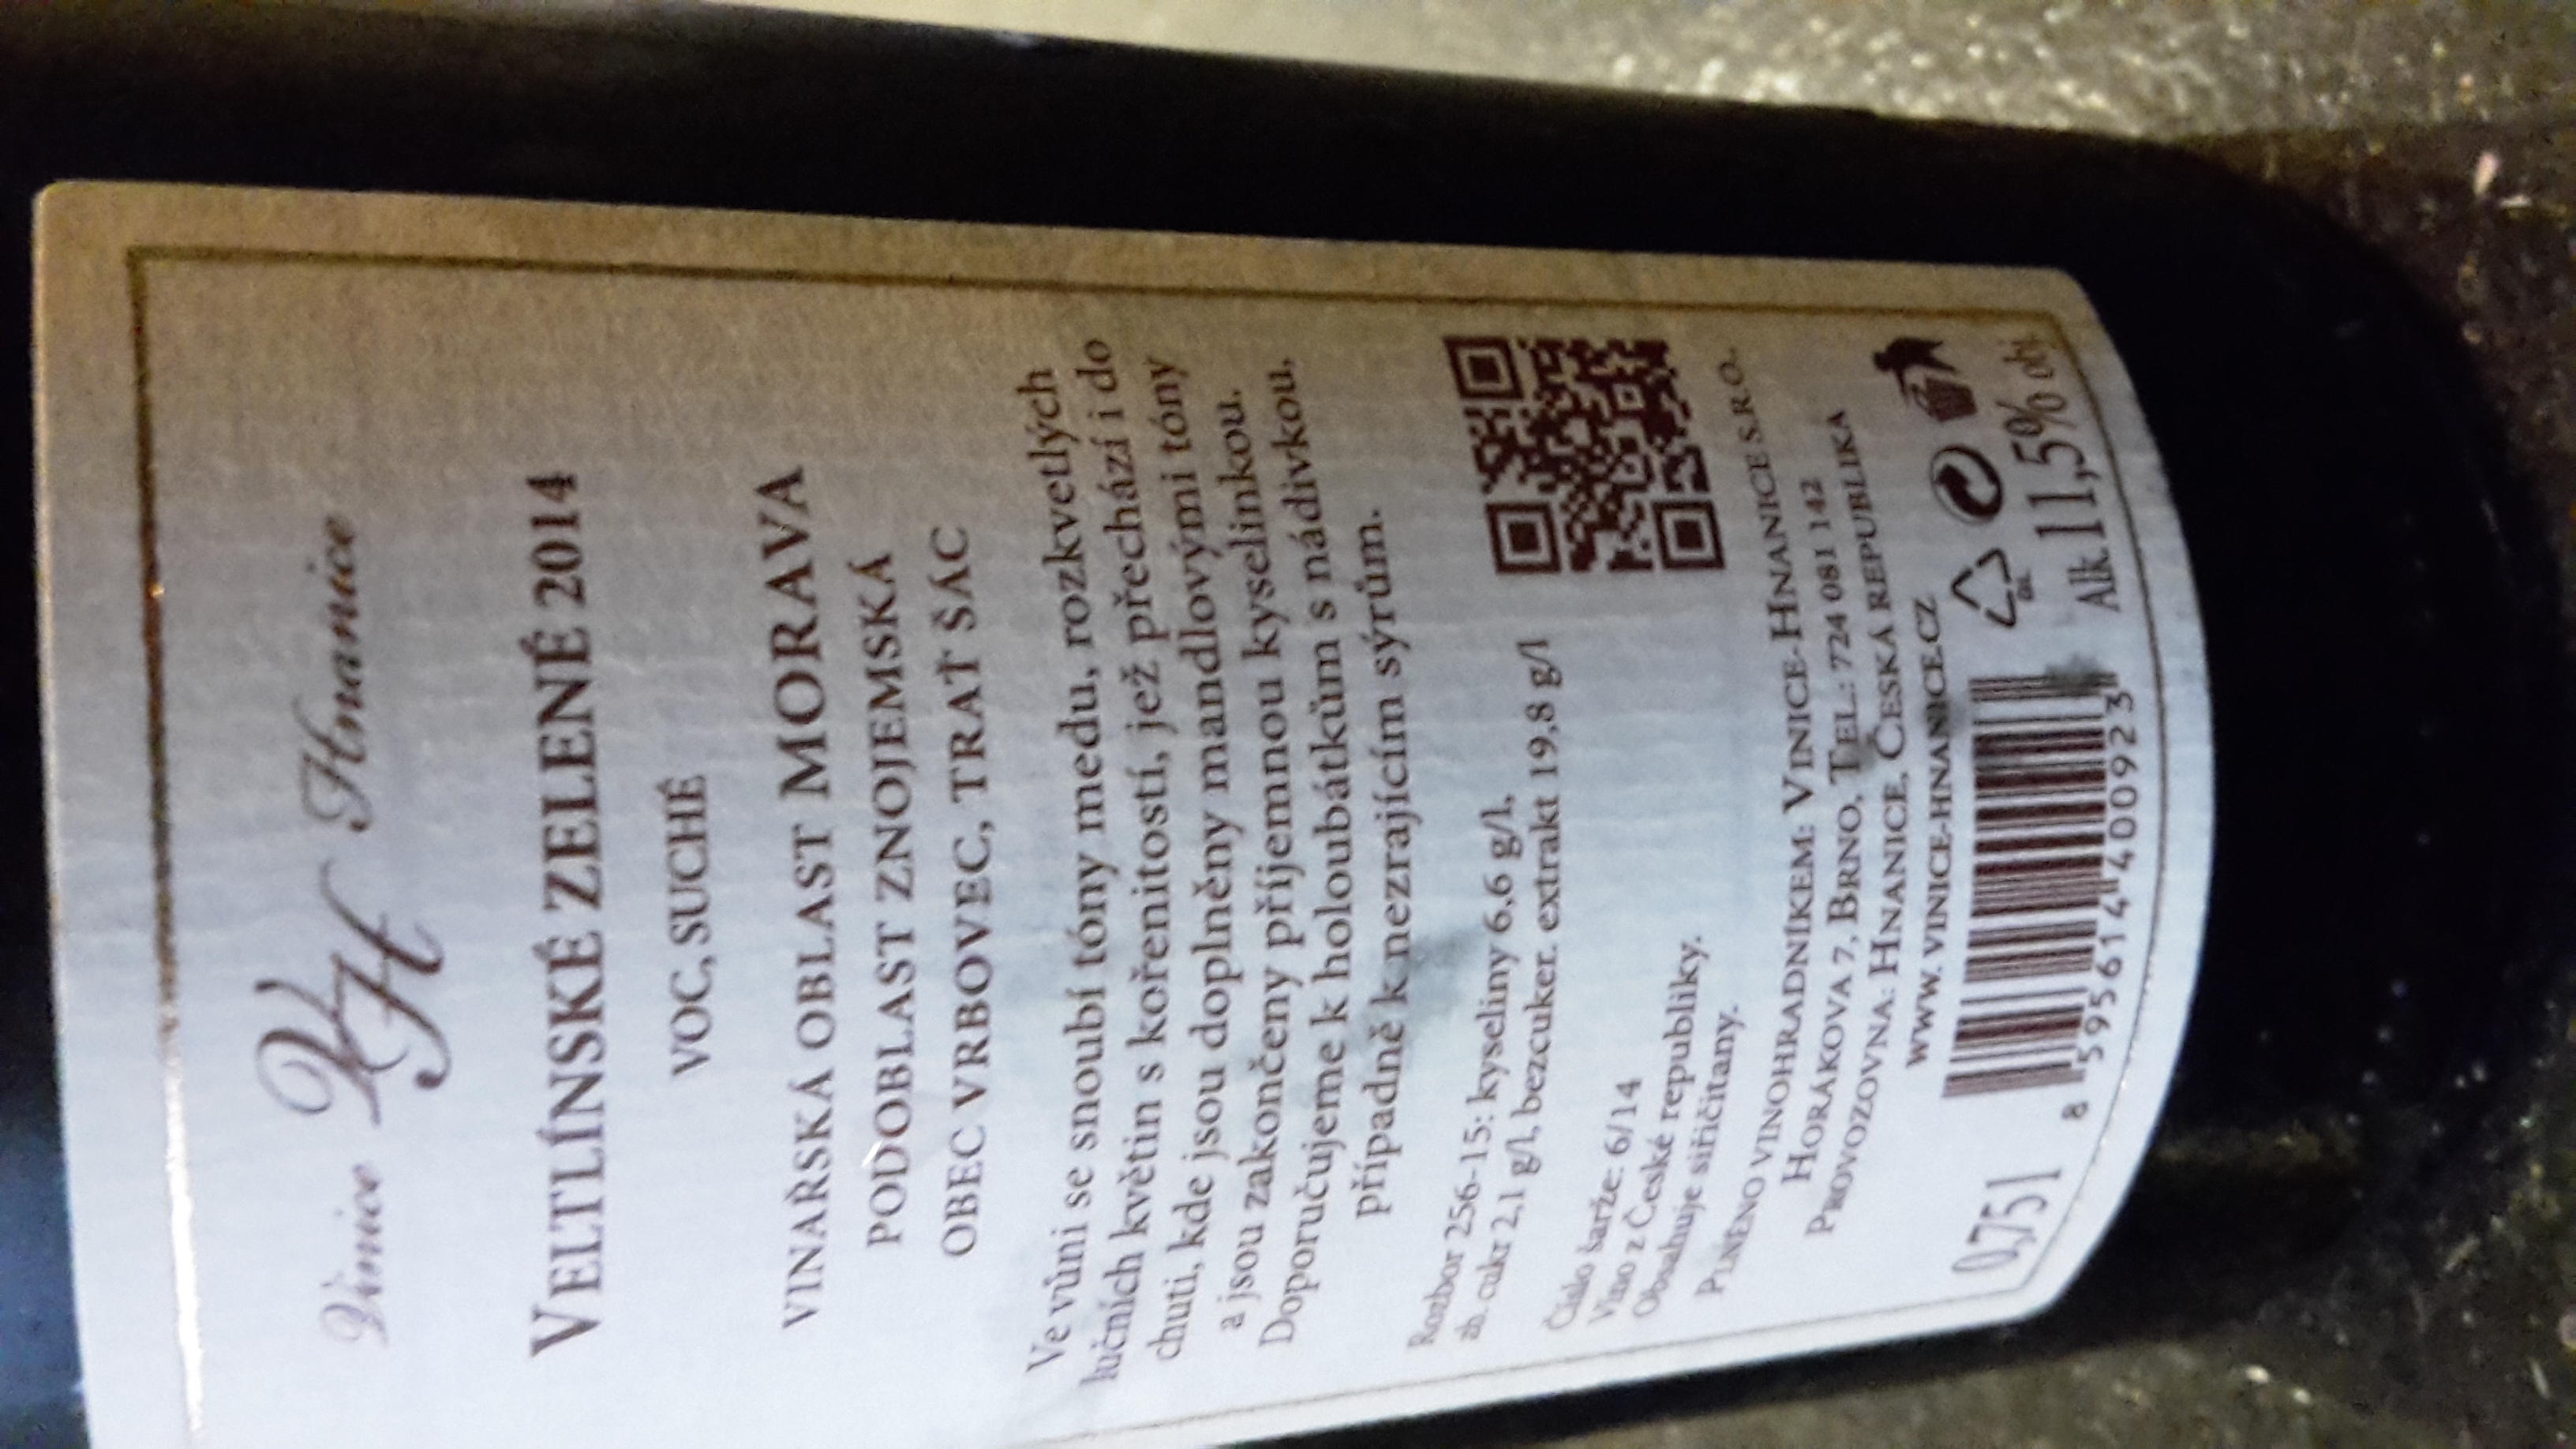 Vinice VH Hnanice
VELTLÍNSKÉ ZELENÉ 2014
VOC, SUCHÉ
VINAŘSKÁ OBLAST MORAVA
PODOBLAST ZNOJEMSKÁ
OBEC VRBOVEC, TRAŤ ŠÁC
Ve vůni se snoubí tóny medu, rozkvetlých
lučních květin s kořenitostí, jež přechází i do
chuti, kde jsou doplněny mandlovými tóny
a jsou zakončeny příjemnou kyselinkou.
Doporučujeme k holoubátkům s nádivkou,
případně k nezrajícím sýrům.
Rozbor 256-15: kyseliny 6,6 g/l,
zb. cukr 2,1 g/l, bezcuker. extrakt 19,8 g/l
Číslo šarže: 6/14
Víno z České republiky.
Obsahuje siřičitany.
PLNĚNO VINOHRADNÍKEM: VINICE-HNANICE S.R.O.
HORÁKOVA 7, BRNO, TEL.: 724 081 142
PROVOZOVNA: HNANICE, ČESKÁ REPUBLIKA
WWW.VINICE-HNANICE.CZ
0,75 l
8 595614 400923
GL
Alk. 11,5% obj.